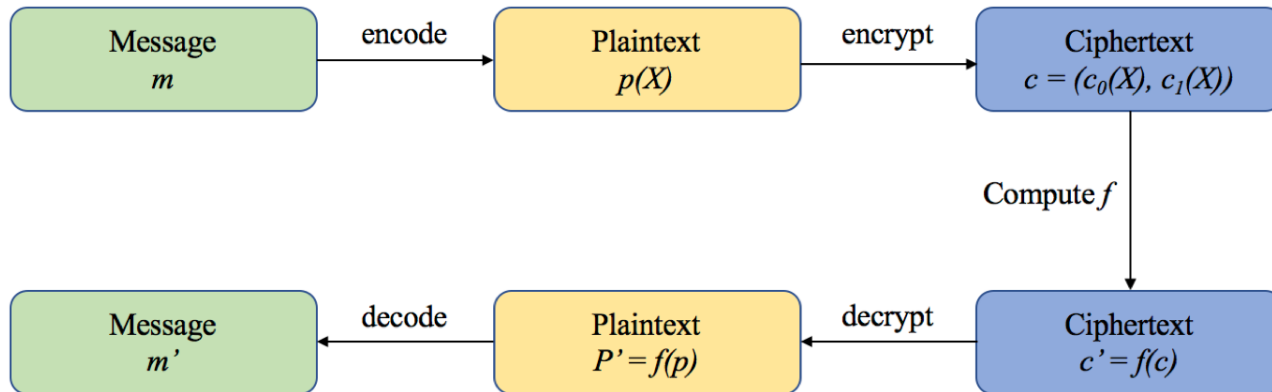 Message
m
encode
Plaintext
p(X)
encrypt
Ciphertext
c = (c₀(X), c₁(X))
Compute f
Message
m’
decode
Plaintext
P’ = f(p)
decrypt
Ciphertext
c’ = f(c)